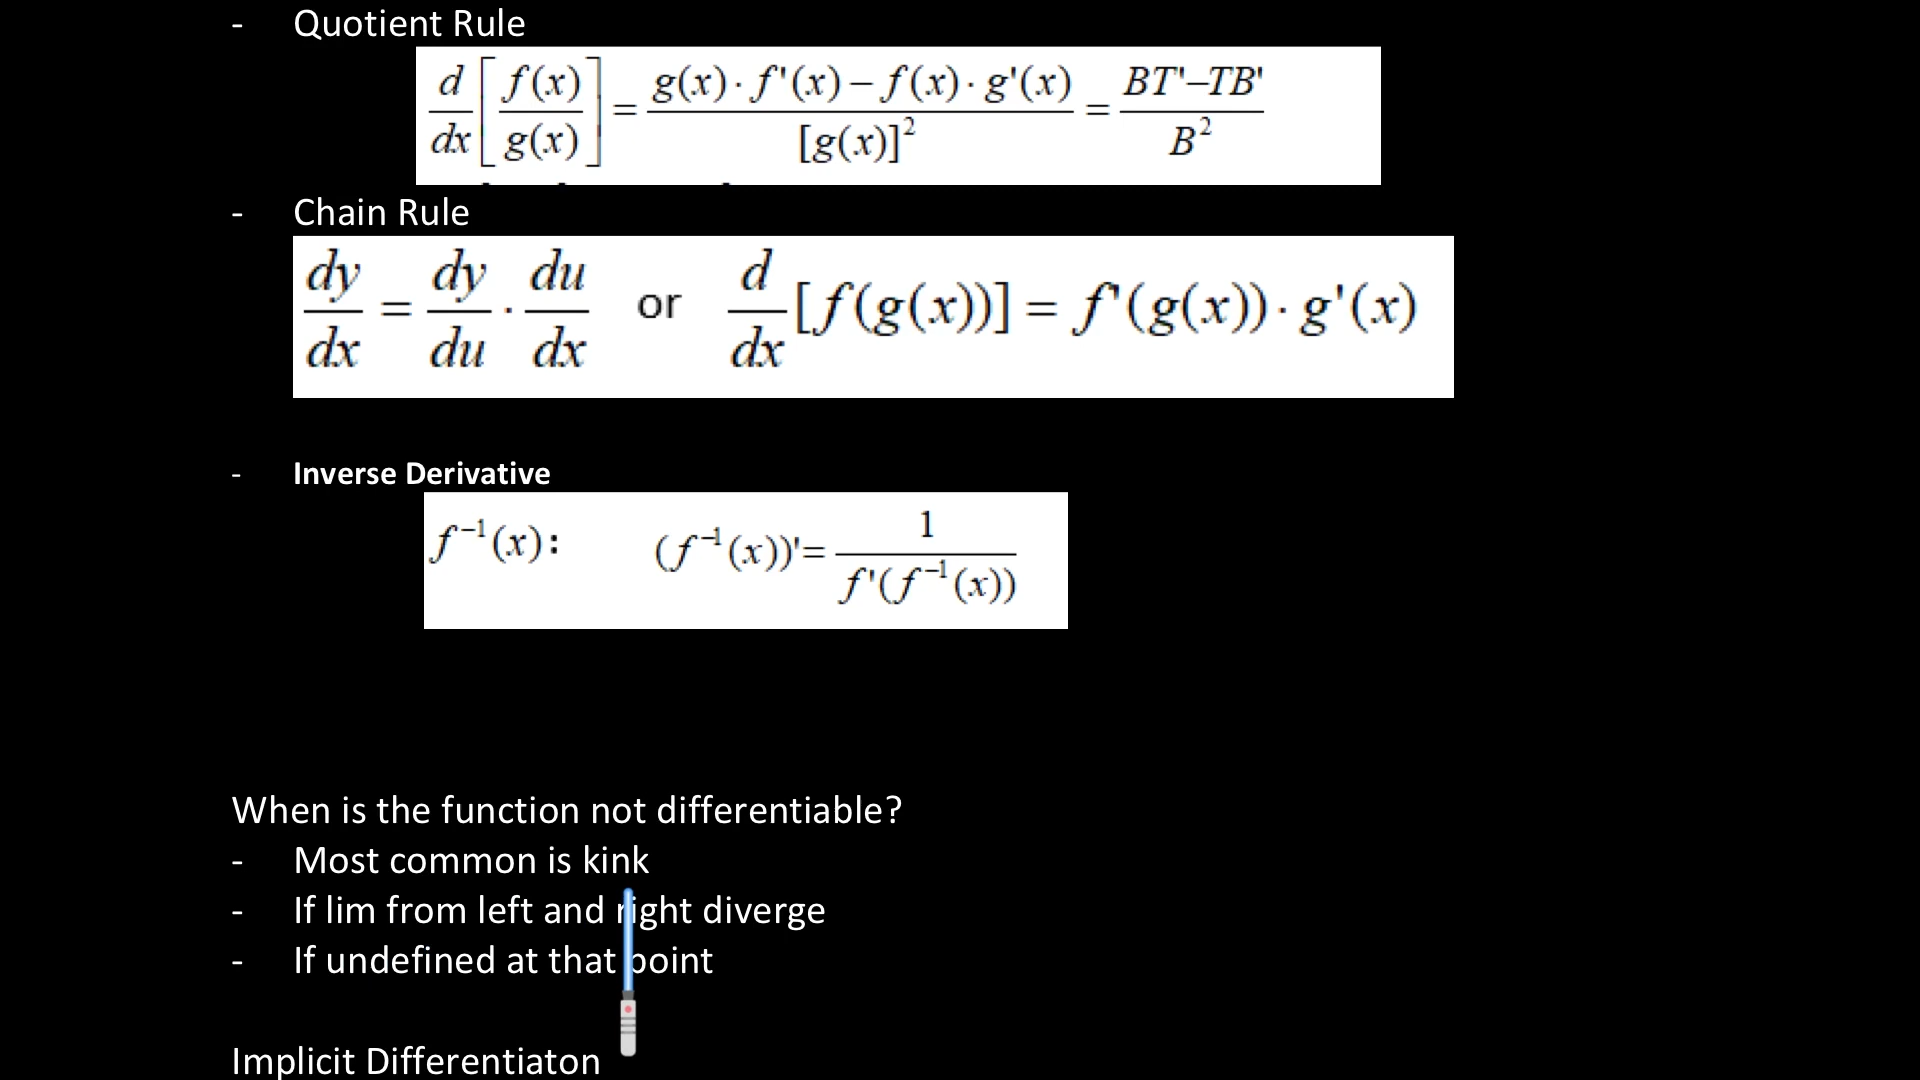 - Quotient Rule
d/dx [f(x)/g(x)] = g(x)·f'(x)–f(x)·g'(x)/[g(x)]² = BT'–TB'/B²
- Chain Rule
dy/dx = dy/du · du/dx or d/dx [f(g(x))] = f'(g(x))·g'(x)
- Inverse Derivative
f⁻¹(x): (f⁻¹(x))'= 1/f'(f⁻¹(x))
When is the function not differentiable?
- Most common is kink
- If lim from left and right diverge
- If undefined at that point
Implicit Differentiaton